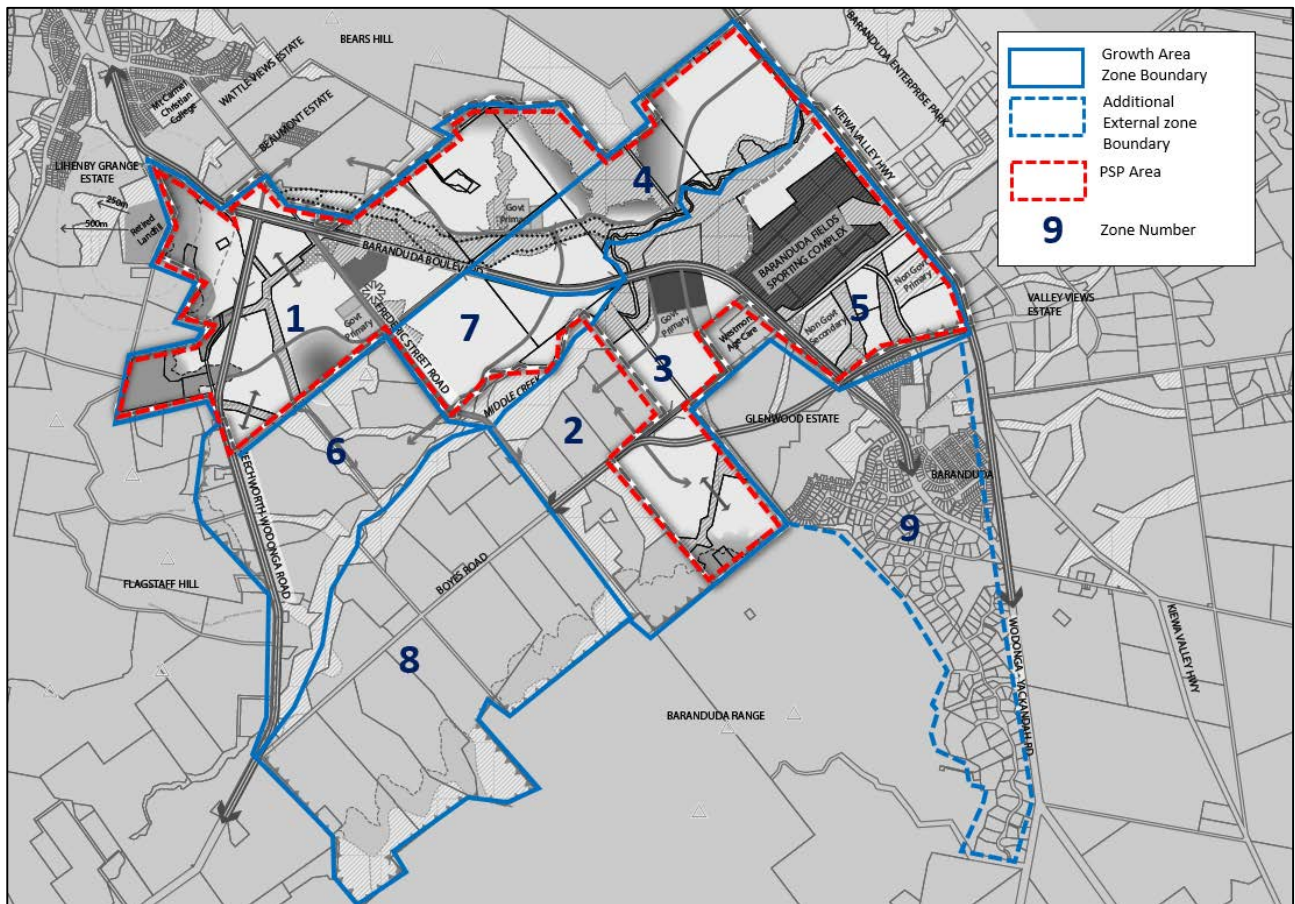 BEARS HILL
WATTLEVIEWS ESTATE
Mt Carmel
Christian
College
BEAUMONT ESTATE
LIHENBY GRANGE
ESTATE
250m
500m
Retired
Landfill
BARANDUDA ENTERPRISE PARK
KIEWA VALLEY HWY
Growth Area
Zone Boundary
Additional
External zone
Boundary
PSP Area
9
Zone Number
4
Govt
Primary
BARANDUDA BOULEVARD
BARANDUDA FIELDS
SPORTING COMPLEX
Non Govt
Primary
VALLEY VIEWS
ESTATE
1
Govt
Primary
FREDERIC STREET ROAD
7
Govt
Primary
Westmont
Age Care
Non Govt
Secondary
5
3
MIDDLE CREEK
GLENWOOD ESTATE
2
6
BARANDUDA
9
BEECHWORTH WODONGA ROAD
FLAGSTAFF HILL
BOYES ROAD
8
BARANDUDA RANGE
WODONGA - YACKANDAH RD
KIEWA VALLEY HWY